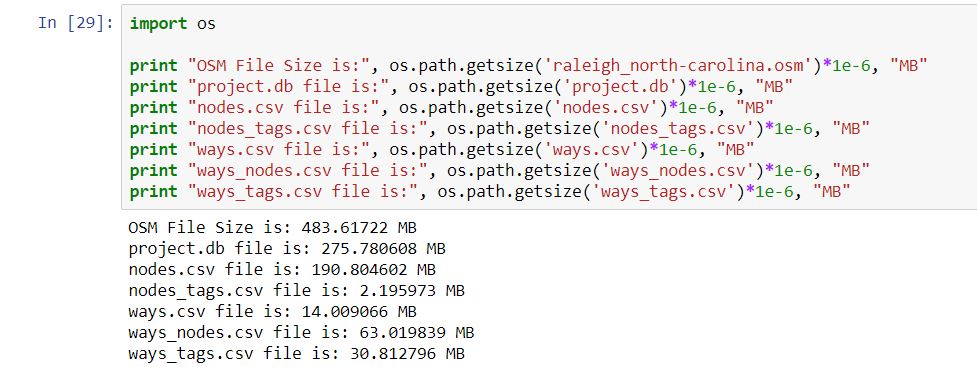 In [29]: import os
print "OSM File Size is:", os.path.getsize('raleigh_north-carolina.osm')*1e-6, "MB"
print "project.db file is:", os.path.getsize('project.db')*1e-6, "MB"
print "nodes.csv file is:", os.path.getsize('nodes.csv')*1e-6, "MB"
print "nodes_tags.csv file is:", os.path.getsize('nodes_tags.csv')*1e-6, "MB"
print "ways.csv file is:", os.path.getsize('ways.csv')*1e-6, "MB"
print "ways_nodes.csv file is:", os.path.getsize('ways_nodes.csv')*1e-6, "MB"
print "ways_tags.csv file is:", os.path.getsize('ways_tags.csv')*1e-6, "MB"
OSM File Size is: 483.61722 MB
project.db file is: 275.780608 MB
nodes.csv file is: 190.804602 MB
nodes_tags.csv file is: 2.195973 MB
ways.csv file is: 14.009066 MB
ways_nodes.csv file is: 63.019839 MB
ways_tags.csv file is: 30.812796 MB